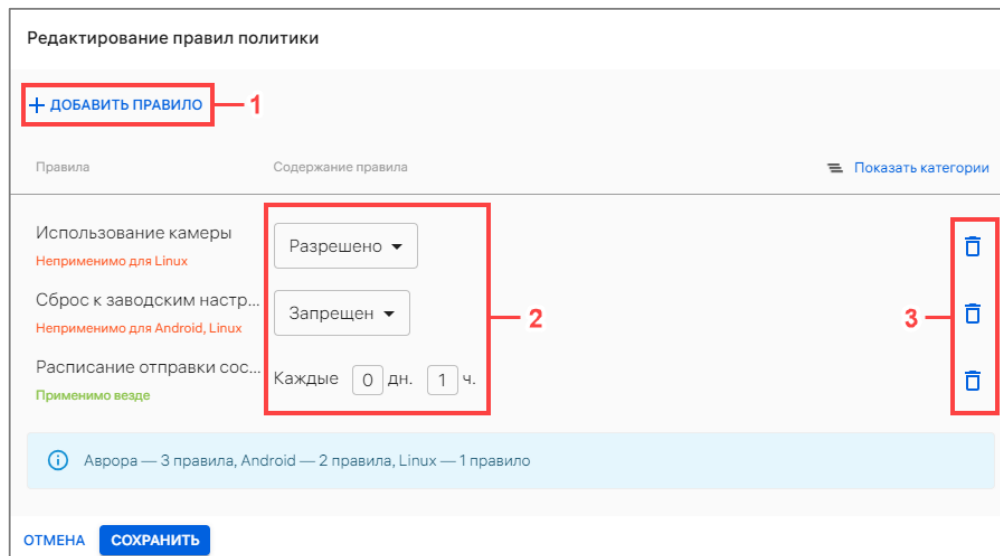 Редактирование правил политики
+ ДОБАВИТЬ ПРАВИЛО 1
Правила Содержание правила Показать категории
Использование камеры Разрешено
Неприменимо для Linux
Сброс к заводским настр... Запрещен
Неприменимо для Android, Linux
2 3
Расписание отправки сос... Каждые 0 дн. 1 ч.
Применимо везде
Аврора — 3 правила, Android — 2 правила, Linux — 1 правило
ОТМЕНА СОХРАНИТЬ